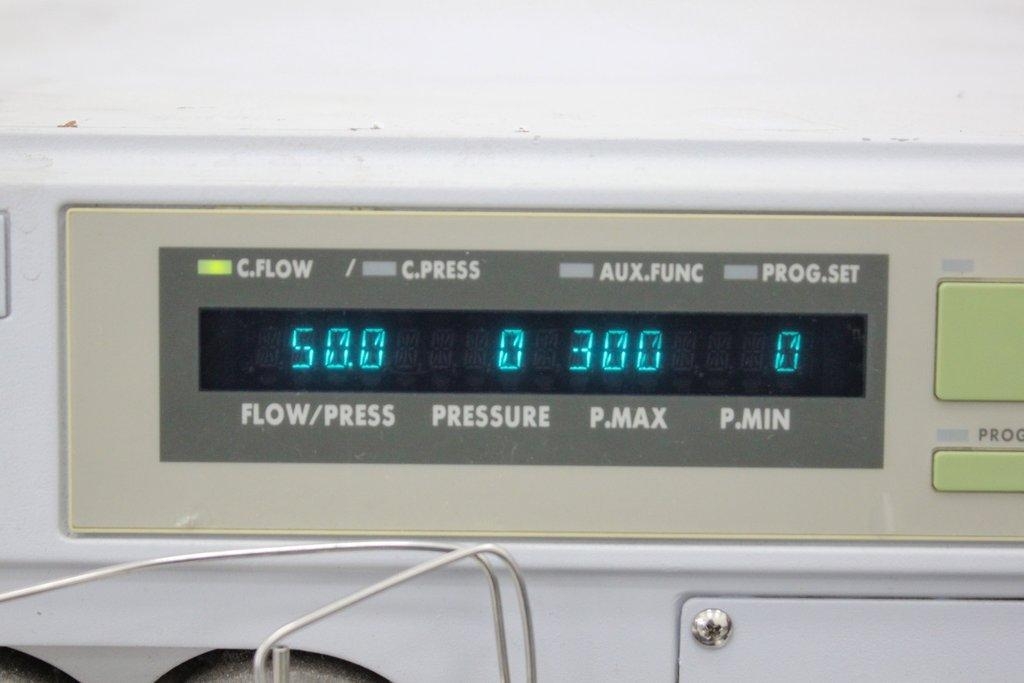 C.FLOW / C.PRESS AUX.FUNC PROG.SET
50.0 0 300 0
FLOW/PRESS PRESSURE P.MAX P.MIN
PROG